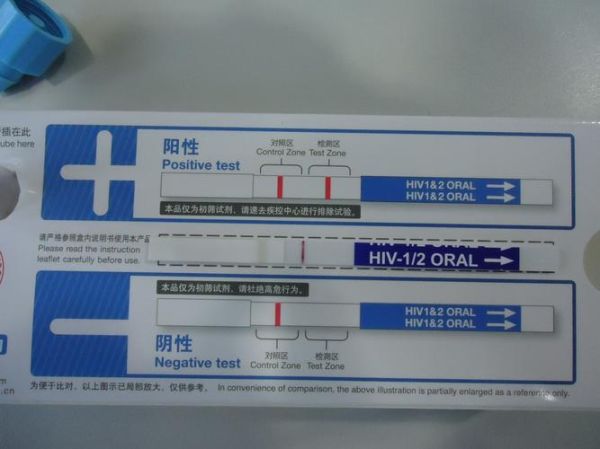 插在此
ube here
阳性
Positive test
对照区
Control Zone
检测区
Test Zone
HIV1&2 ORAL
HIV1&2 ORAL
本品仅为初筛试剂、请速去疾控中心进行排除试验。
请严格参照盒内说明书使用本产品
Please read the instruction
leaflet carefully before use.
HIV-1/2 ORAL
本品仅为初筛试剂、请杜绝高危行为。
HIV1&2 ORAL
HIV1&2 ORAL
阴性
Negative test
对照区
Control Zone
检测区
Test Zone
m
.cn
为便于比对，以上图示已局部放大，仅供参考。 In convenience of comparison, the above illustration is partially enlarged as a reference only.